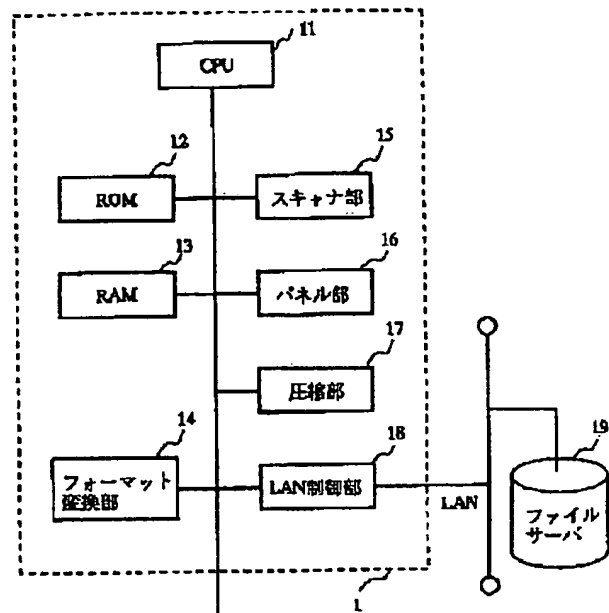 11
CPU
12
ROM
15
スキャナ部
13
RAM
16
パネル部
17
圧縮部
14
フォーマット
変換部
18
LAN制御部
LAN
19
ファイル
サーバ
1